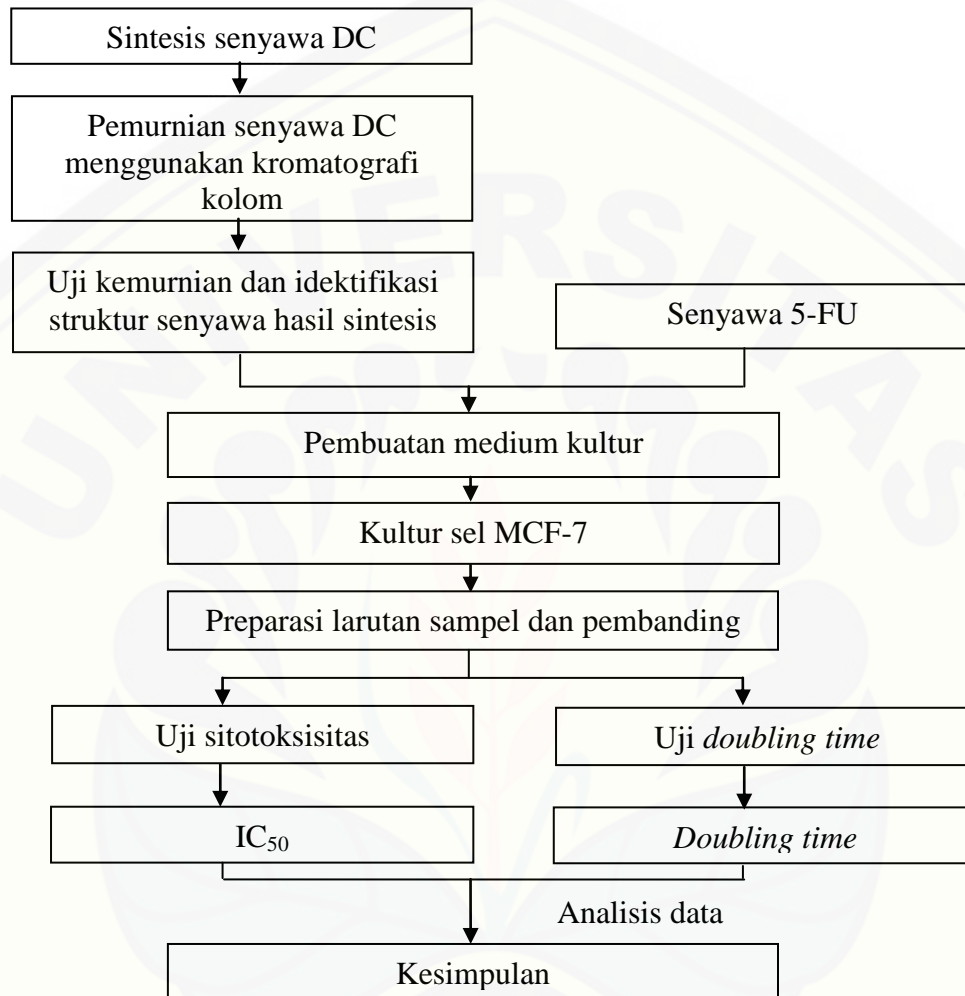 Sintesis senyawa DC
Pemurnian senyawa DC
menggunakan kromatografi
kolom
Uji kemurnian dan idektifikasi
struktur senyawa hasil sintesis
Senyawa 5-FU
Pembuatan medium kultur
Kultur sel MCF-7
Preparasi larutan sampel dan pembanding
Uji sitotoksisitas
Uji doubling time
IC₅₀
Doubling time
Analisis data
Kesimpulan
UNIVERSITAS